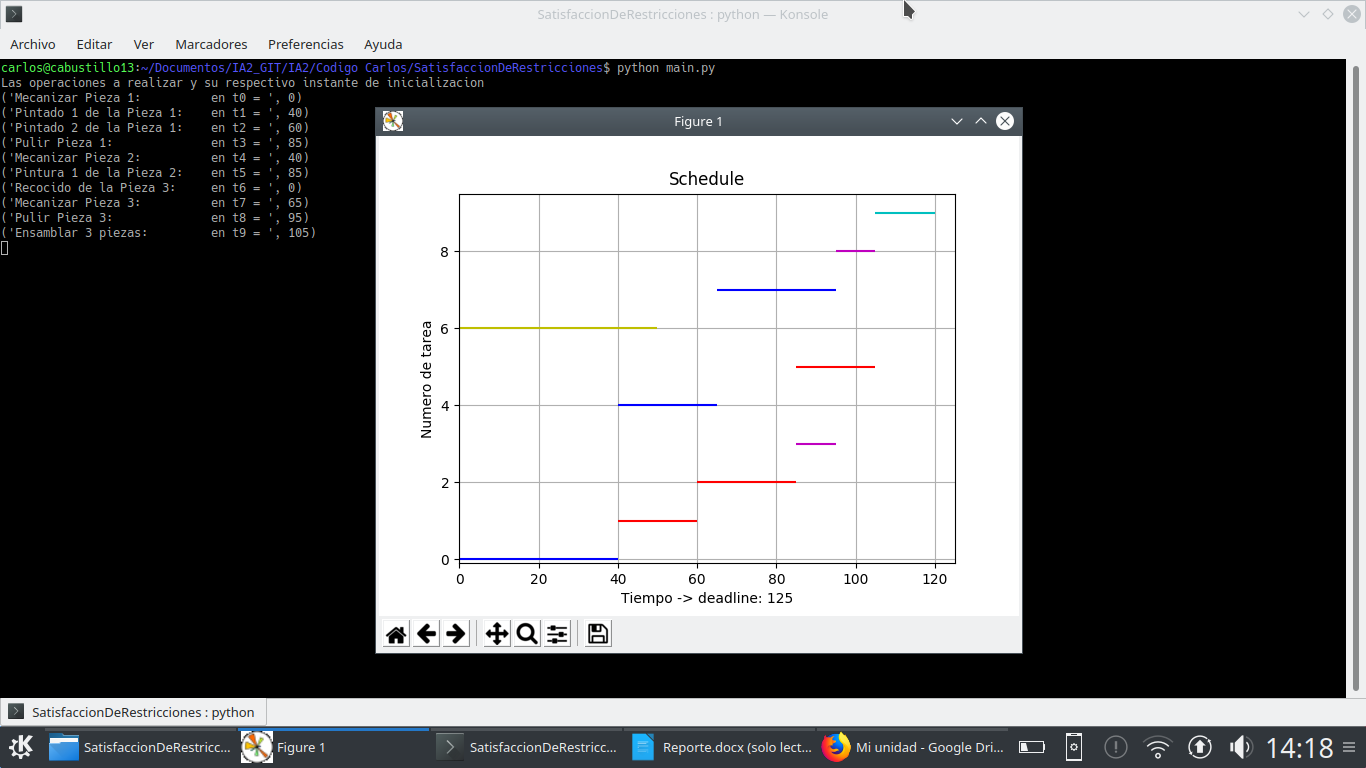 SatisfaccionDeRestricciones : python — Konsole
Archivo Editar Ver Marcadores Preferencias Ayuda
carlos@cabustillo13:~/Documentos/IA2_GIT/IA2/Codigo Carlos/SatisfaccionDeRestricciones$ python main.py
Las operaciones a realizar y su respectivo instante de inicializacion
('Mecanizar Pieza 1:          en t0 = ', 0)
('Pintado 1 de la Pieza 1:    en t1 = ', 40)
('Pintado 2 de la Pieza 1:    en t2 = ', 60)
('Pulir Pieza 1:              en t3 = ', 85)
('Mecanizar Pieza 2:          en t4 = ', 40)
('Pintura 1 de la Pieza 2:    en t5 = ', 85)
('Recocido de la Pieza 3:     en t6 = ', 0)
('Mecanizar Pieza 3:          en t7 = ', 65)
('Pulir Pieza 3:              en t8 = ', 95)
('Ensamblar 3 piezas:         en t9 = ', 105)
Figure 1
Schedule
8
6
4
2
0
Numero de tarea
0 20 40 60 80 100 120
Tiempo -> deadline: 125
SatisfaccionDeRestricciones : python
SatisfaccionDeRestricc... Figure 1 SatisfaccionDeRestricc... Reporte.docx (solo lect... Mi unidad - Google Dri... 14:18